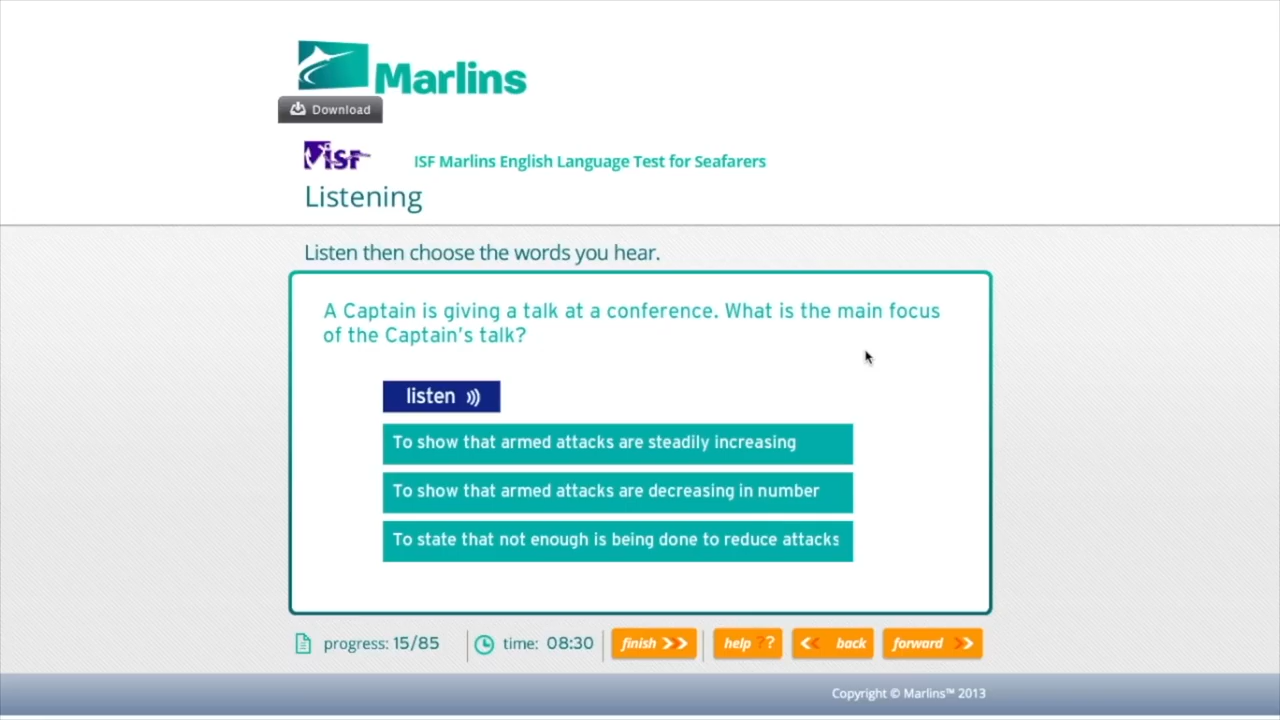 Marlins
Download
ISF
ISF Marlins English Language Test for Seafarers
Listening
Listen then choose the words you hear.
A Captain is giving a talk at a conference. What is the main focus
of the Captain's talk?
listen
To show that armed attacks are steadily increasing
To show that armed attacks are decreasing in number
To state that not enough is being done to reduce attacks
progress: 15/85
time: 08:30
finish
help ??
back
forward
Copyright © Marlins™ 2013